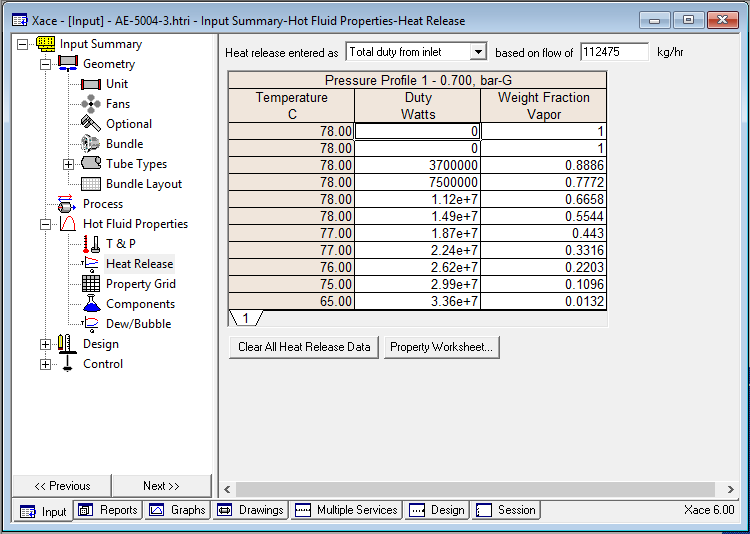 Xace - [Input] - AE-5004-3.htri - Input Summary-Hot Fluid Properties-Heat Release
Input Summary
Geometry
Unit
Fans
Optional
Bundle
Tube Types
Bundle Layout
Process
Hot Fluid Properties
T & P
Heat Release
Property Grid
Components
Dew/Bubble
Design
Control
<< Previous Next >>
Heat release entered as Total duty from inlet based on flow of 112475 kg/hr
Pressure Profile 1 - 0.700, bar-G
Temperature Duty Weight Fraction
C Watts Vapor
78.00 0 1
78.00 0 1
78.00 3700000 0.8886
78.00 7500000 0.7772
78.00 1.12e+7 0.6658
78.00 1.49e+7 0.5544
77.00 1.87e+7 0.443
77.00 2.24e+7 0.3316
76.00 2.62e+7 0.2203
75.00 2.99e+7 0.1096
65.00 3.36e+7 0.0132
1
Clear All Heat Release Data Property Worksheet...
Input Reports Graphs Drawings Multiple Services Design Session Xace 6.00